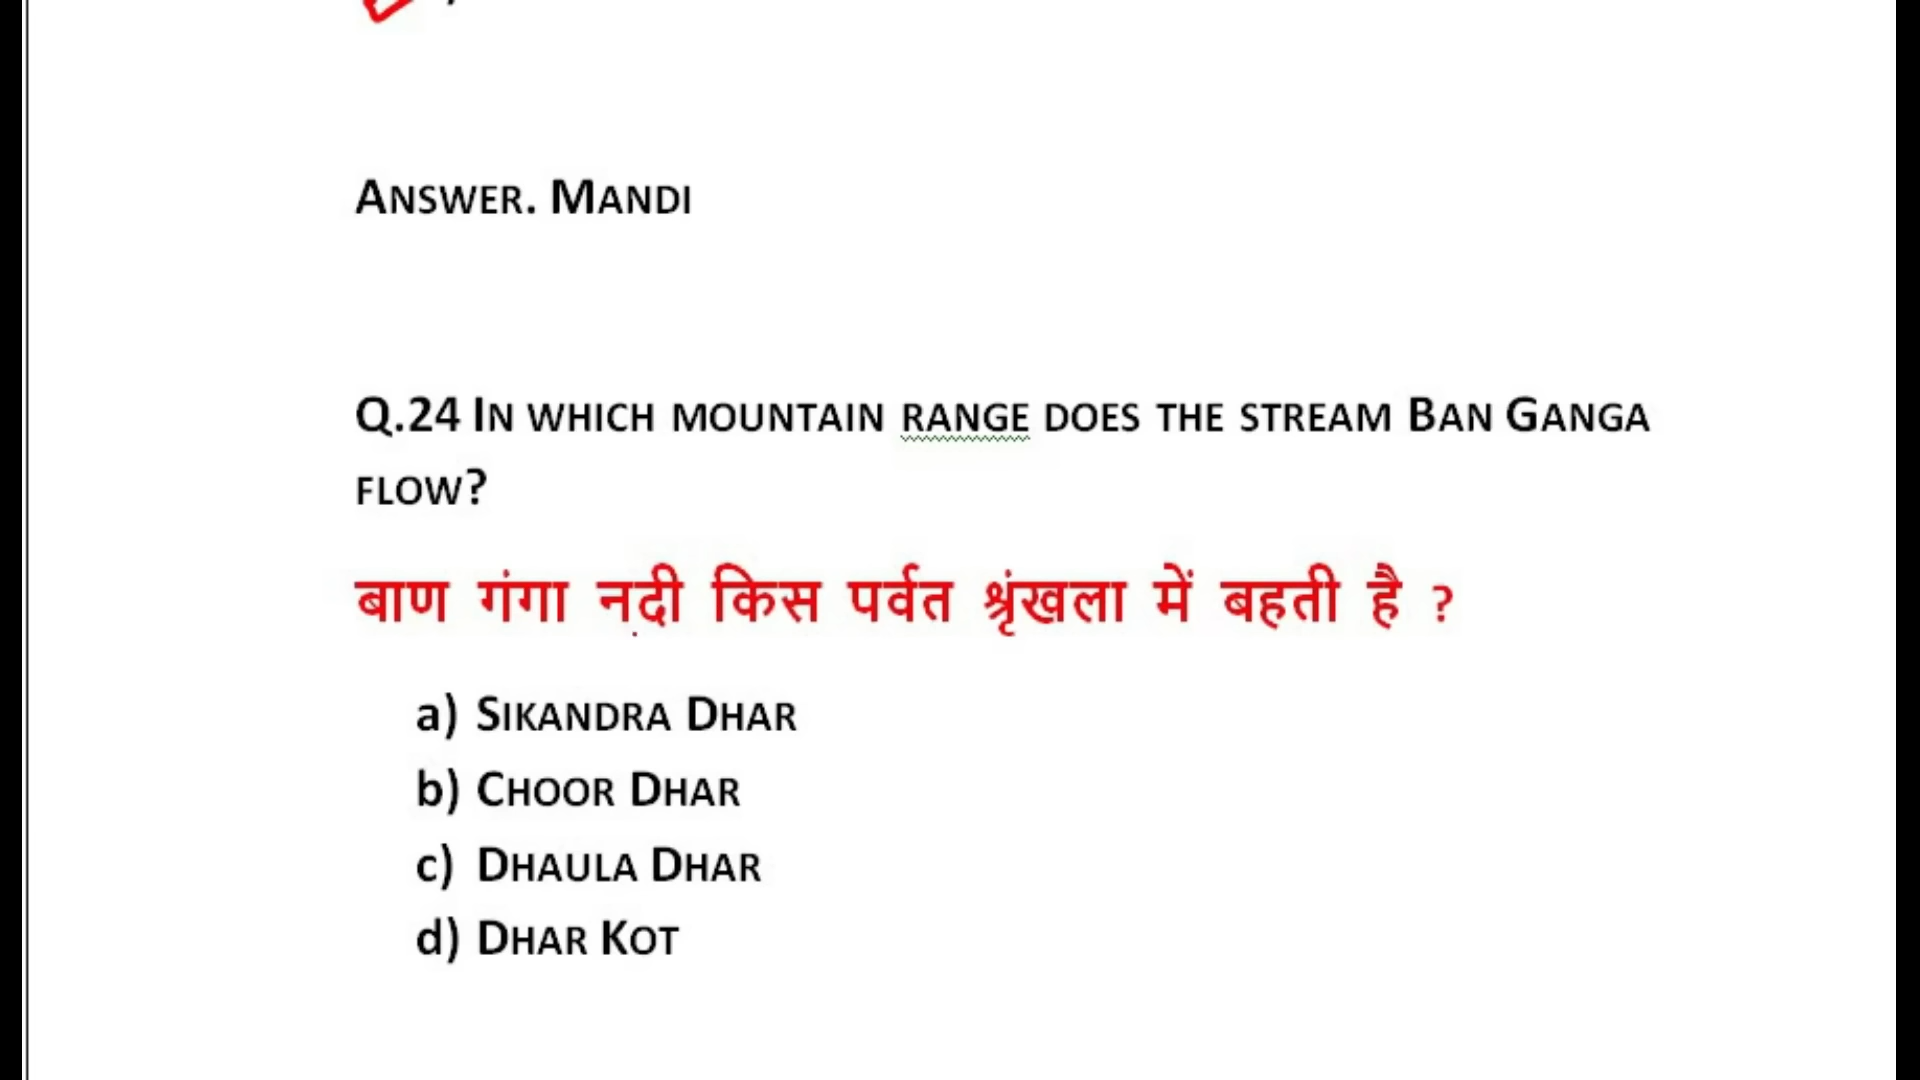 ANSWER. MANDI
Q.24 IN WHICH MOUNTAIN RANGE DOES THE STREAM BAN GANGA
FLOW?
बाण गंगा नदी किस पर्वत श्रृंखला में बहती है ?
a) SIKANDRA DHAR
b) CHOOR DHAR
c) DHAULA DHAR
d) DHAR KOT